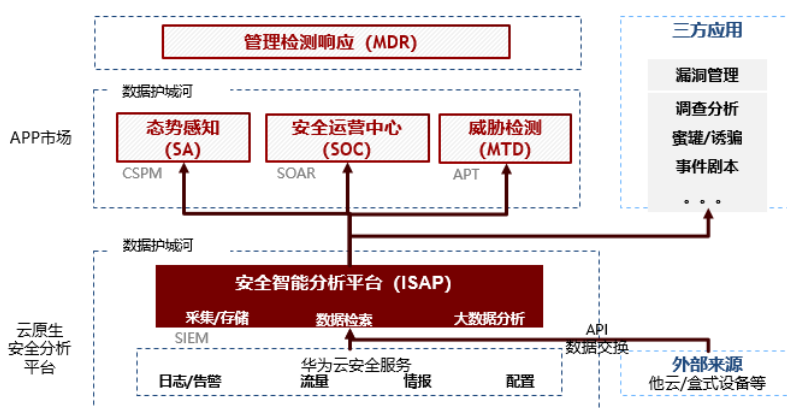 管理检测响应 (MDR)
三方应用
漏洞管理
调查分析
蜜罐/诱骗
事件剧本
。。。
数据护城河
APP市场
态势感知
(SA)
CSPM
安全运营中心
(SOC)
SOAR
威胁检测
(MTD)
APT
数据护城河
云原生
安全分析
平台
安全智能分析平台 (ISAP)
采集/存储
数据检索
大数据分析
SIEM
API
数据交换
华为云安全服务
日志/告警
流量
情报
配置
外部来源
他云/盒式设备等